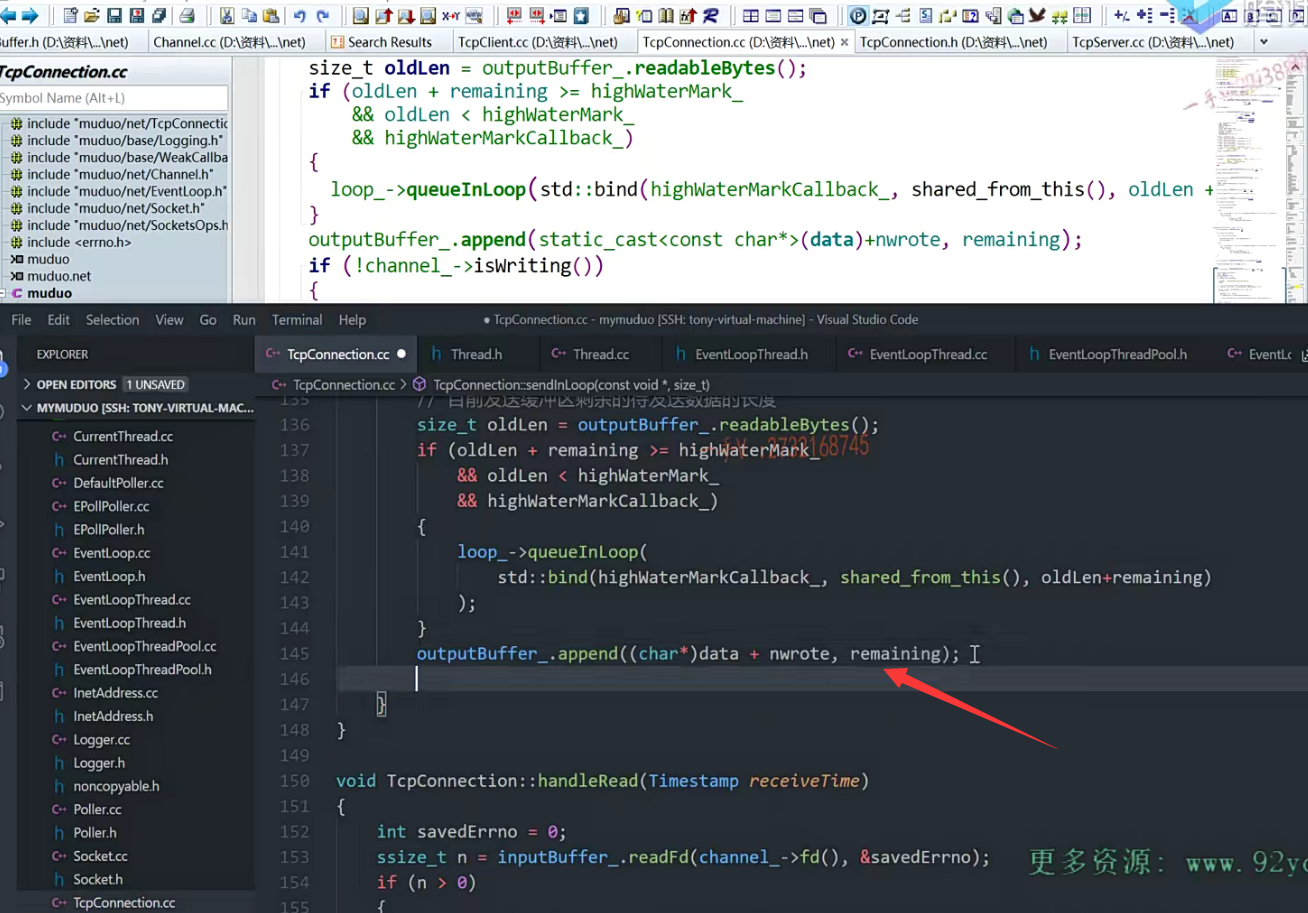 uffer.h (D:\资料\...\net)
Channel.cc (D:\资料\...\net)
Search Results
TcpClient.cc (D:\资料\...\net)
TcpConnection.cc (D:\资料\...\net)
TcpConnection.h (D:\资料\...\net)
TcpServer.cc (D:\资料\...\net)
TcpConnection.cc
Symbol Name (Alt+L)
include "muduo/net/TcpConnectic
include "muduo/base/Logging.h"
include "muduo/base/WeakCallba
include "muduo/net/Channel.h"
include "muduo/net/EventLoop.h"
include "muduo/net/Socket.h"
include "muduo/net/SocketsOps.h
include <errno.h>
muduo
muduo.net
muduo
size_t oldLen = outputBuffer_.readableBytes();
if (oldLen + remaining >= highWaterMark_
&& oldLen < highWaterMark_
&& highWaterMarkCallback_)
{
loop_->queueInLoop(std::bind(highWaterMarkCallback_, shared_from_this(), oldLen +
}
outputBuffer_.append(static_cast<const char*>(data)+nwrote, remaining);
if (!channel_->isWriting())
{
File Edit Selection View Go Run Terminal Help
● TcpConnection.cc - mymuduo [SSH: tony-virtual-machine] - Visual Studio Code
EXPLORER
OPEN EDITORS 1 UNSAVED
MYMUDUO [SSH: TONY-VIRTUAL-MAC...
CurrentThread.cc
CurrentThread.h
DefaultPoller.cc
EPollPoller.cc
EPollPoller.h
EventLoop.cc
EventLoop.h
EventLoopThread.cc
EventLoopThread.h
EventLoopThreadPool.cc
EventLoopThreadPool.h
InetAddress.cc
InetAddress.h
Logger.cc
Logger.h
noncopyable.h
Poller.cc
Poller.h
Socket.cc
Socket.h
TcpConnection.cc
TcpConnection.cc
Thread.h
Thread.cc
EventLoopThread.h
EventLoopThread.cc
EventLoopThreadPool.h
EventLc
TcpConnection.cc > TcpConnection::sendInLoop(const void *, size_t)
135 // 目前发送缓冲区剩余的待发送数据的长度
136 size_t oldLen = outputBuffer_.readableBytes();
137 if (oldLen + remaining >= highWaterMark_
138 && oldLen < highWaterMark_
139 && highWaterMarkCallback_)
140 {
141 loop_->queueInLoop(
142 std::bind(highWaterMarkCallback_, shared_from_this(), oldLen+remaining)
143 );
144 }
145 outputBuffer_.append((char*)data + nwrote, remaining);
146
147 }
148 }
149
150 void TcpConnection::handleRead(Timestamp receiveTime)
151 {
152 int savedErrno = 0;
153 ssize_t n = inputBuffer_.readFd(channel_->fd(), &savedErrno);
154 if (n > 0)
155 {
更多资源: www.92yc